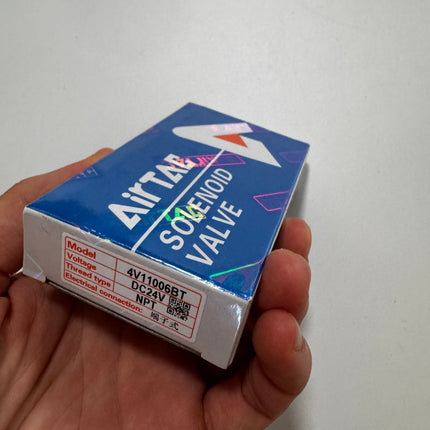 AirTAC
SOLENOID
VALVE
Model 4V11006BT
Voltage DC24V
Thread type NPT
Electrical connection: 端子式